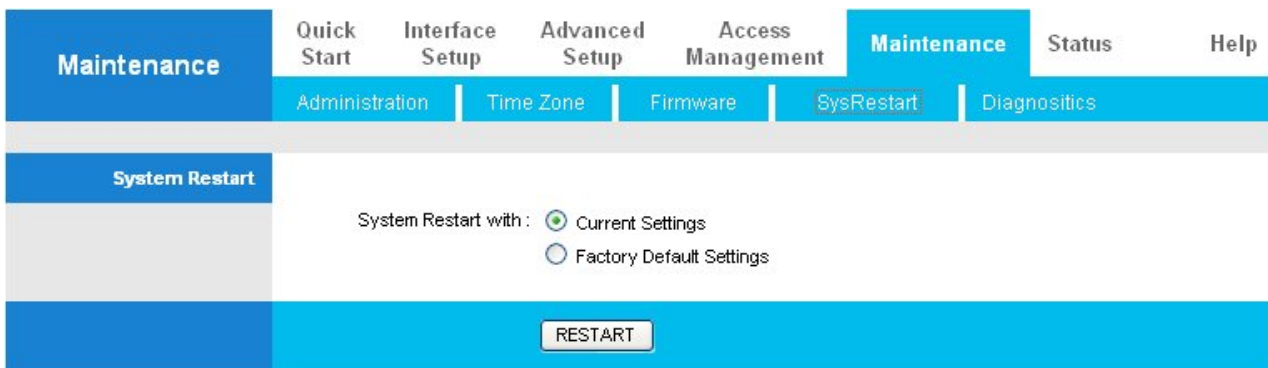 Maintenance
Quick Start
Interface Setup
Advanced Setup
Access Management
Maintenance
Status
Help
Administration
Time Zone
Firmware
SysRestart
Diagnositics
System Restart
System Restart with :
Current Settings
Factory Default Settings
RESTART